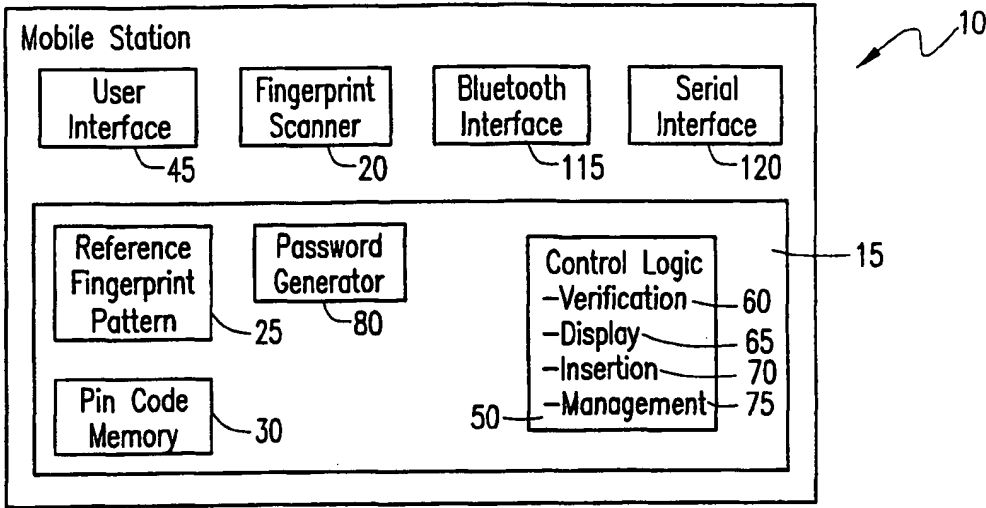 10
Mobile Station
User
Interface
45
Fingerprint
Scanner
20
Bluetooth
Interface
115
Serial
Interface
120
15
Reference
Fingerprint
Pattern
25
Password
Generator
80
Control Logic
-Verification 60
-Display 65
-Insertion 70
-Management 75
50
Pin Code
Memory
30